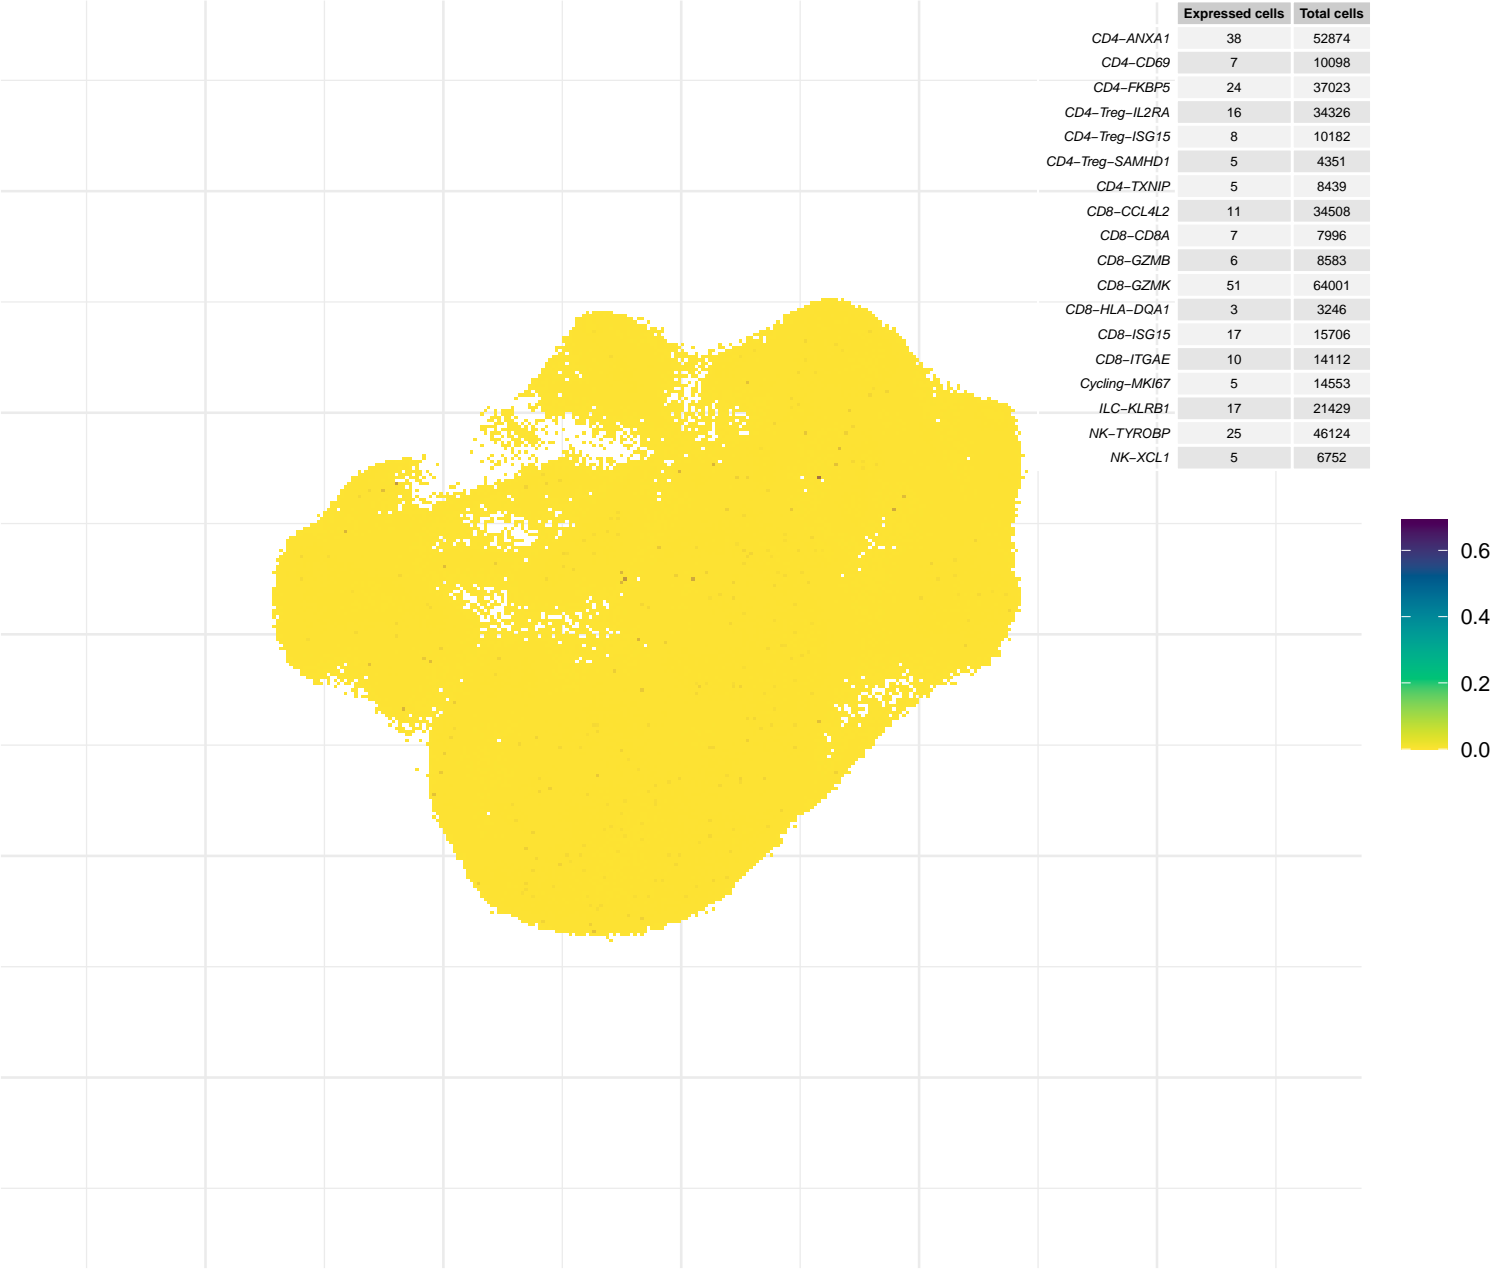 Expressed cells Total cells
CD4−ANXA1 38 52874
CD4−CD69 7 10098
CD4−FKBP5 24 37023
CD4−Treg−IL2RA 16 34326
CD4−Treg−ISG15 8 10182
CD4−Treg−SAMHD1 5 4351
CD4−TXNIP 5 8439
CD8−CCL4L2 11 34508
CD8−CD8A 7 7996
CD8−GZMB 6 8583
CD8−GZMK 51 64001
CD8−HLA−DQA1 3 3246
CD8−ISG15 17 15706
CD8−ITGAE 10 14112
Cycling−MKI67 5 14553
ILC−KLRB1 17 21429
NK−TYROBP 25 46124
NK−XCL1 5 6752
0.6
0.4
0.2
0.0